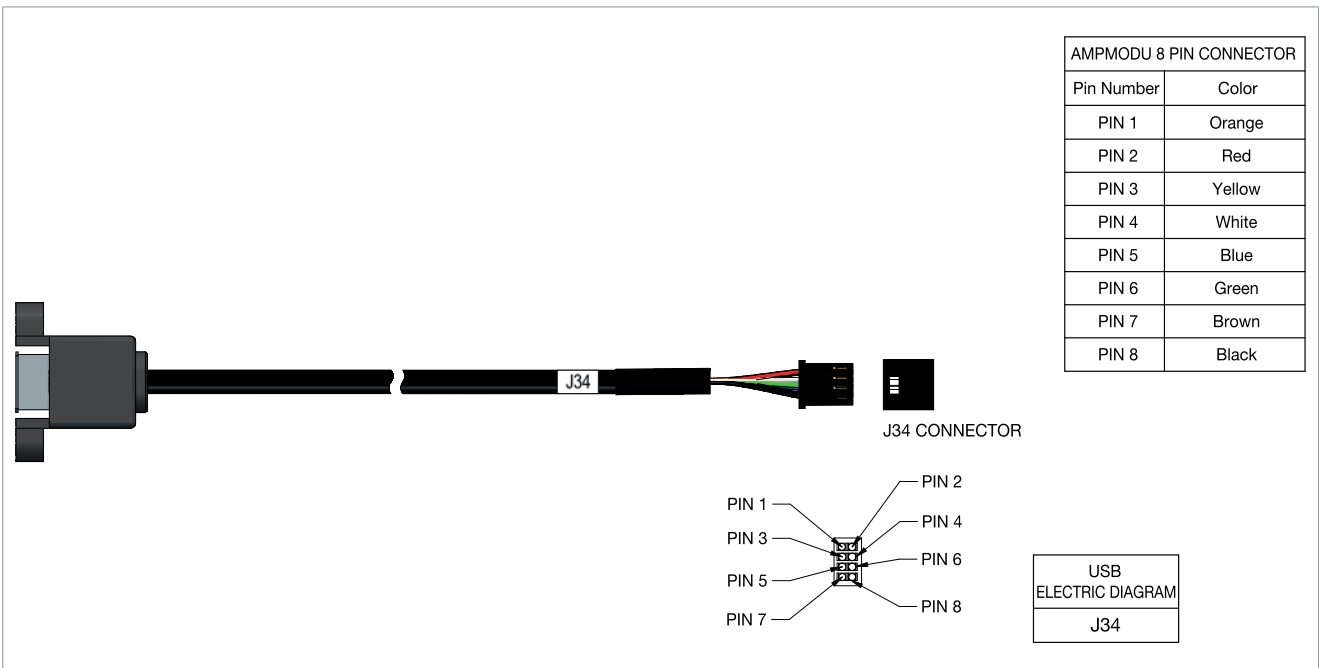 AMPMODU 8 PIN CONNECTOR
Pin Number Color
PIN 1 Orange
PIN 2 Red
PIN 3 Yellow
PIN 4 White
PIN 5 Blue
PIN 6 Green
PIN 7 Brown
PIN 8 Black
J34
J34 CONNECTOR
PIN 1
PIN 2
PIN 3
PIN 4
PIN 5
PIN 6
PIN 7
PIN 8
USB
ELECTRIC DIAGRAM
J34